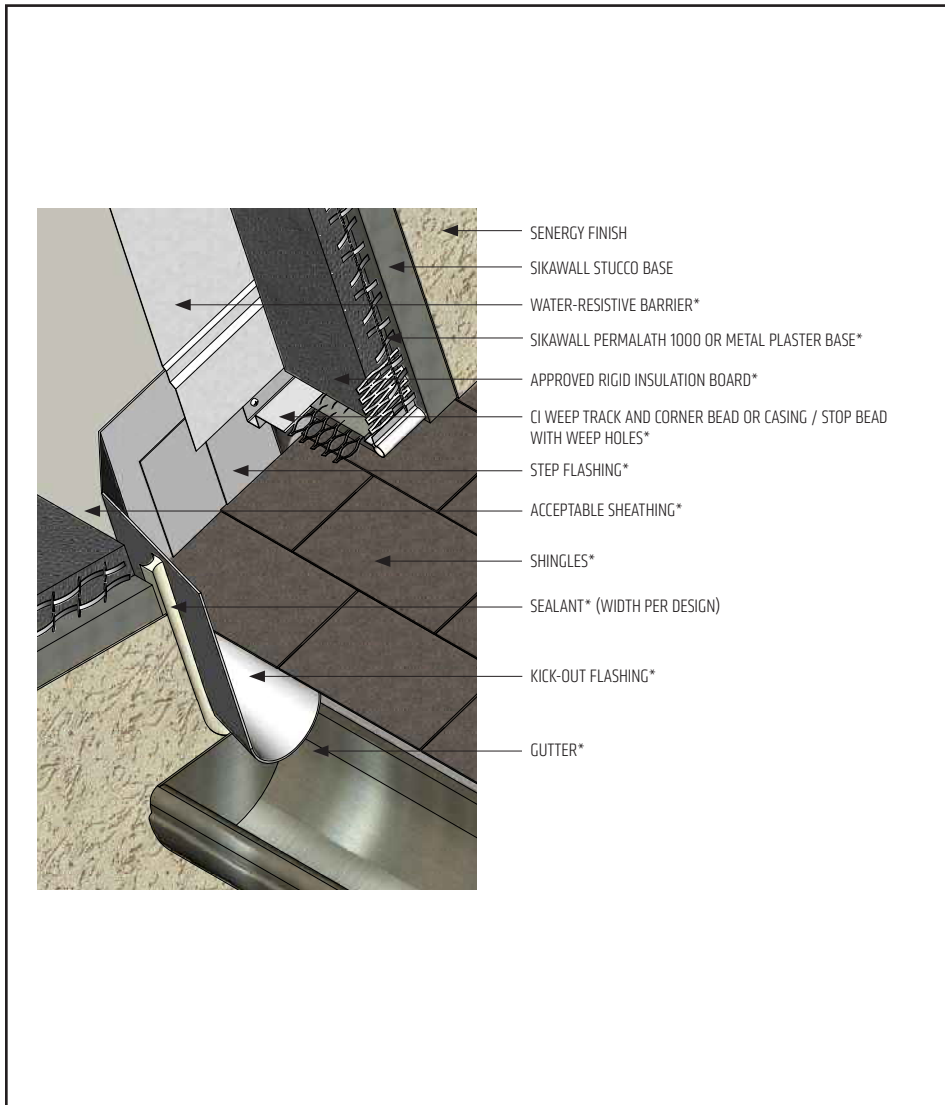 SENERGY FINISH
SIKAWALL STUCCO BASE
WATER-RESISTIVE BARRIER*
SIKAWALL PERMALATH 1000 OR METAL PLASTER BASE*
APPROVED RIGID INSULATION BOARD*
CI WEEP TRACK AND CORNER BEAD OR CASING / STOP BEAD
WITH WEEP HOLES*
STEP FLASHING*
ACCEPTABLE SHEATHING*
SHINGLES*
SEALANT* (WIDTH PER DESIGN)
KICK-OUT FLASHING*
GUTTER*